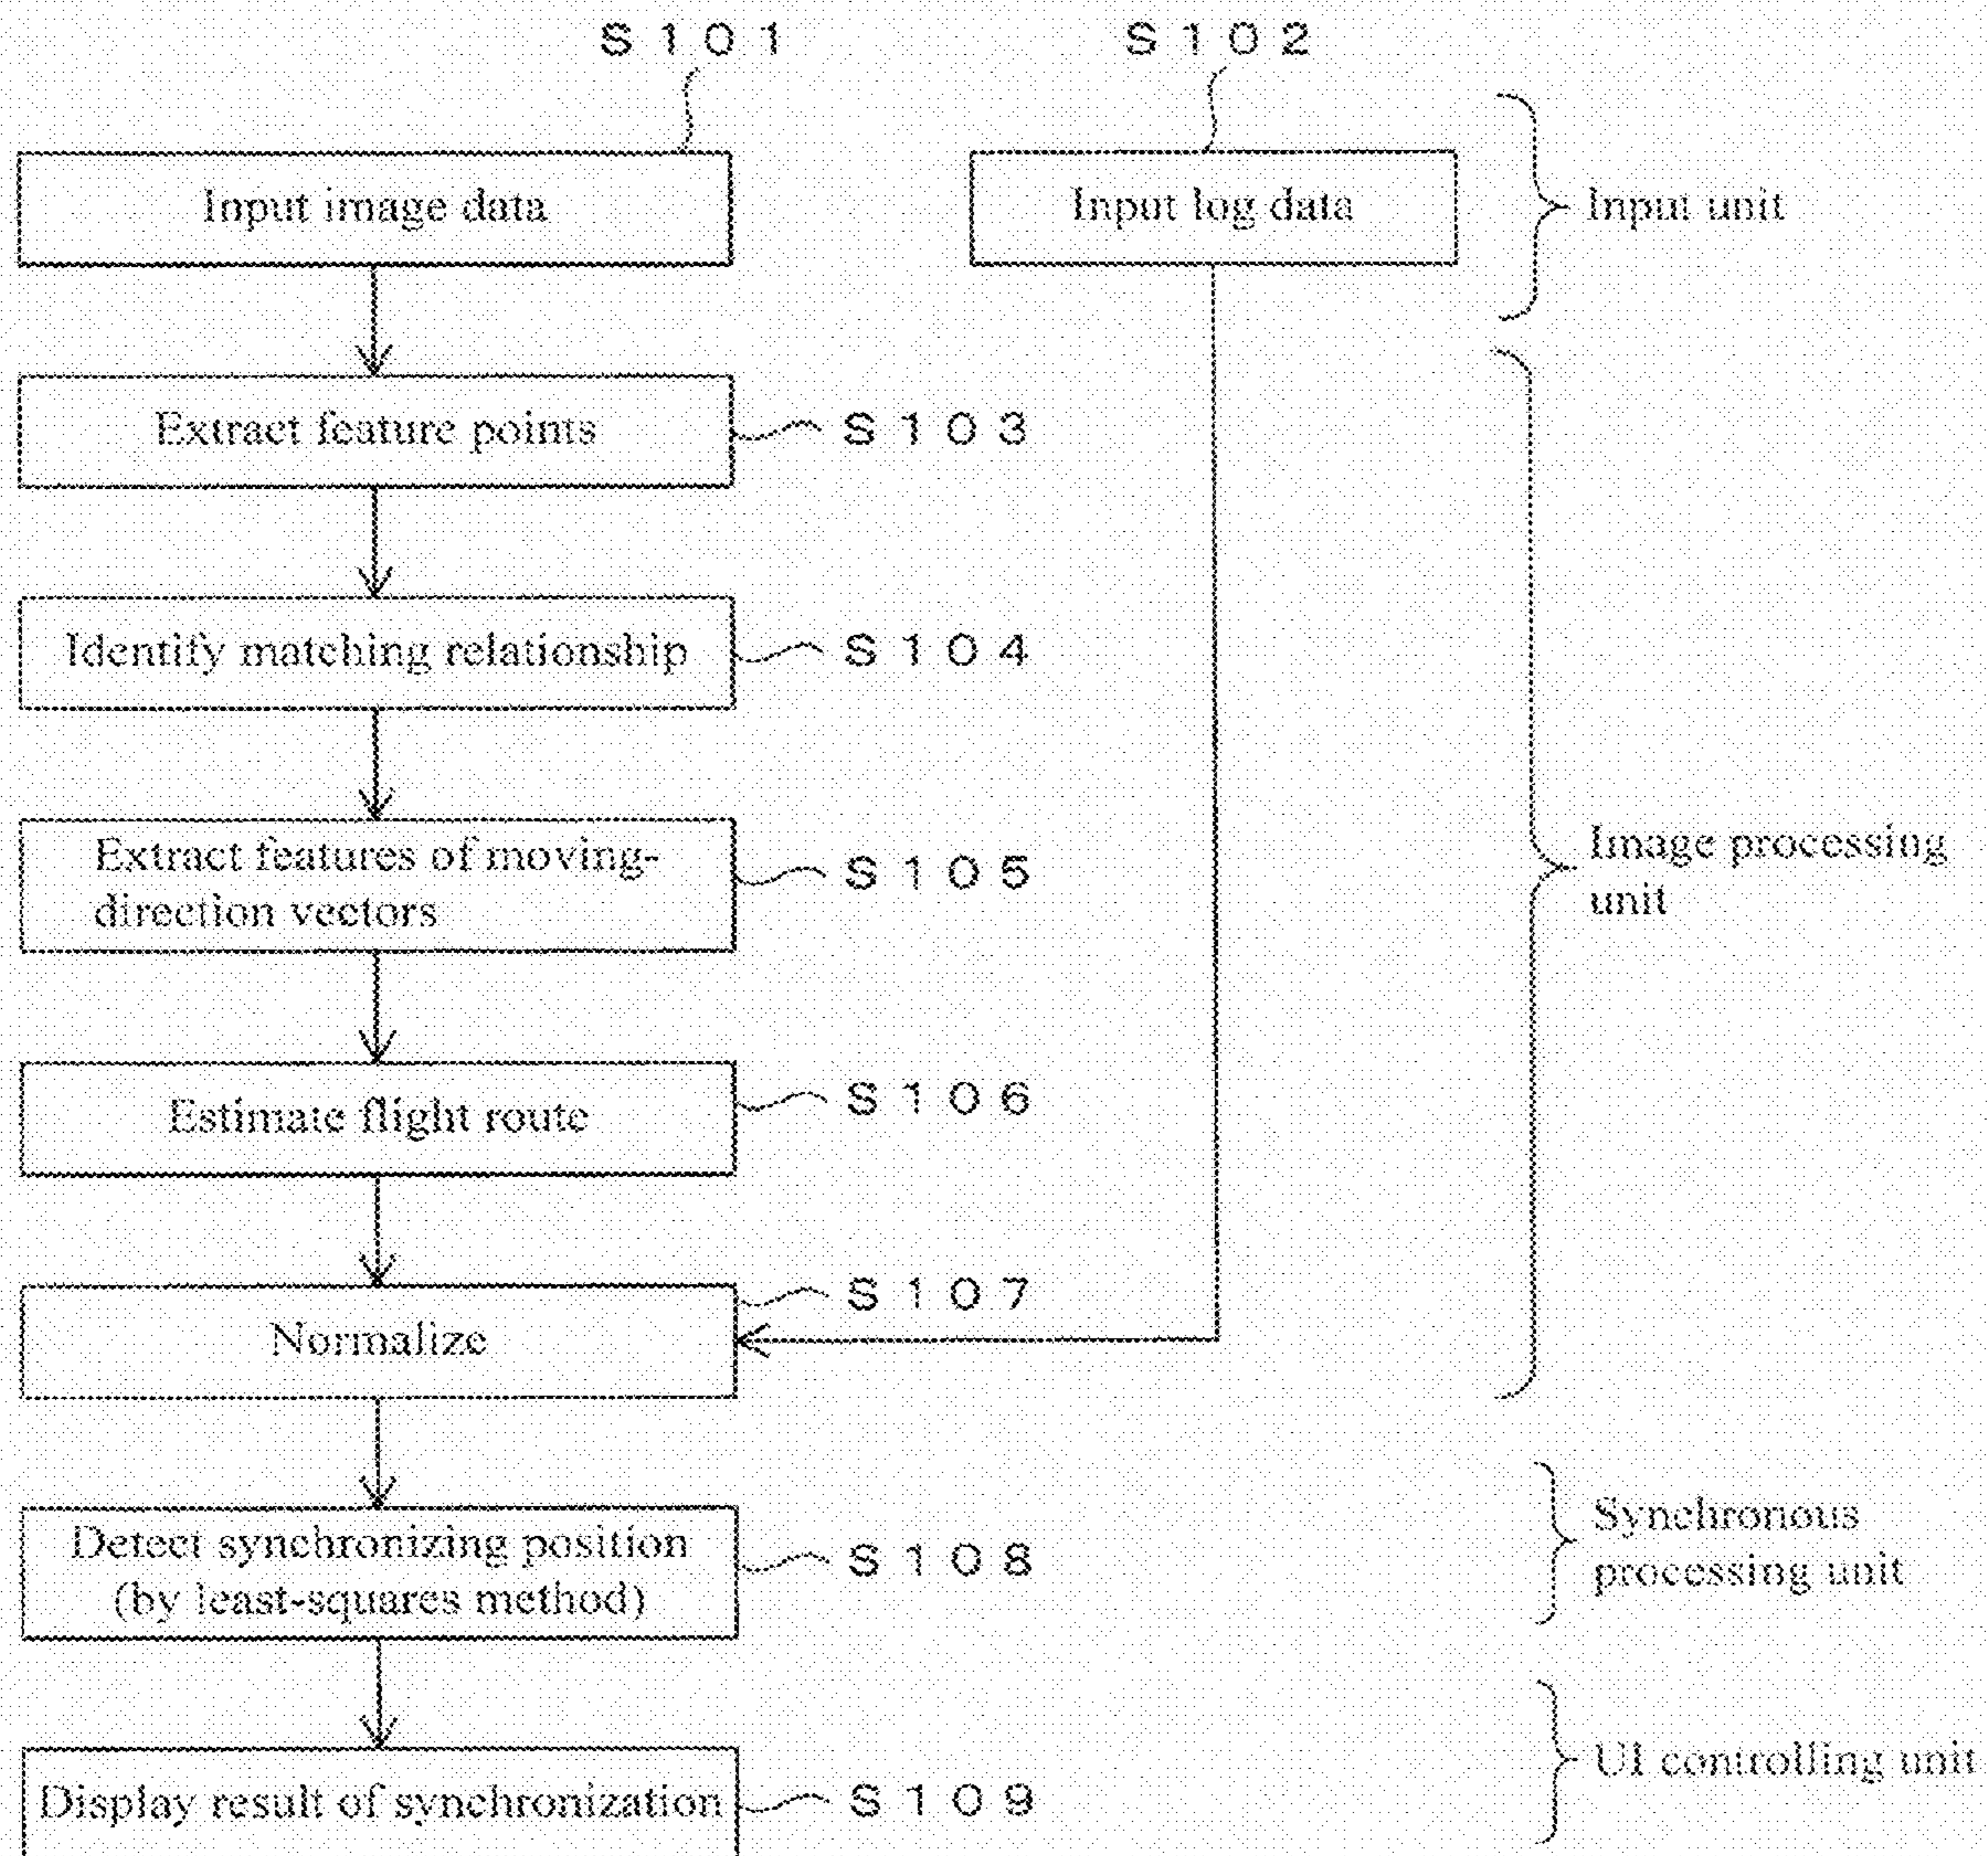 S101
S102
Input image data
Input log data
Input unit
Extract feature points
S103
Identify matching relationship
S104
Extract features of moving-
direction vectors
S105
Image processing
unit
Estimate flight route
S106
Normalize
S107
Detect synchronizing position
(by least-squares method)
S108
Synchronous
processing unit
Display result of synchronization
S109
UI controlling unit